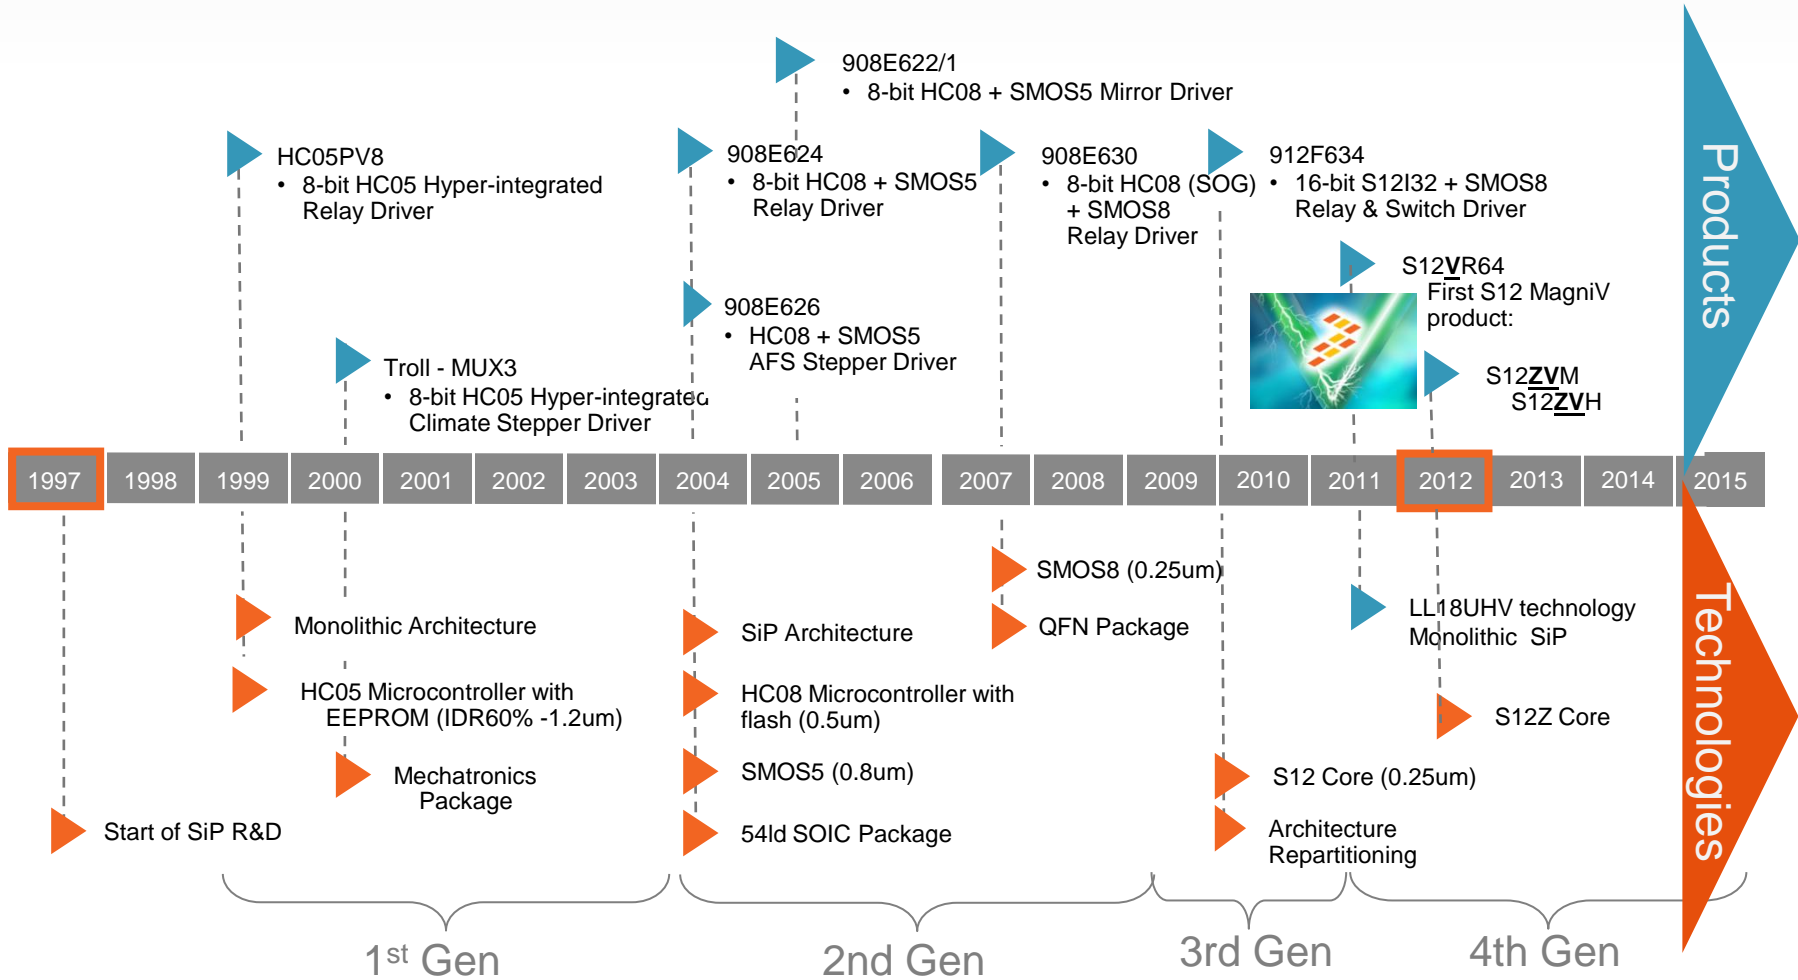 908E622/1
• 8-bit HC08 + SMOS5 Mirror Driver
HC05PV8
• 8-bit HC05 Hyper-integrated
Relay Driver
908E624
• 8-bit HC08 + SMOS5
Relay Driver
908E630
• 8-bit HC08 (SOG)
+ SMOS8
Relay Driver
912F634
• 16-bit S12I32 + SMOS8
Relay & Switch Driver
S12VR64
First S12 MagniV
product:
908E626
• HC08 + SMOS5
AFS Stepper Driver
Troll - MUX3
• 8-bit HC05 Hyper-integrated
Climate Stepper Driver
S12ZVM
S12ZVH
Products
1997 1998 1999 2000 2001 2002 2003 2004 2005 2006 2007 2008 2009 2010 2011 2012 2013 2014 2015
SMOS8 (0.25um)
QFN Package
LL18UHV technology
Monolithic SiP
Monolithic Architecture
SiP Architecture
HC05 Microcontroller with
EEPROM (IDR60% -1.2um)
HC08 Microcontroller with
flash (0.5um)
S12Z Core
Mechatronics
Package
SMOS5 (0.8um)
S12 Core (0.25um)
Start of SiP R&D
54ld SOIC Package
Architecture
Repartitioning
Technologies
1st Gen
2nd Gen
3rd Gen
4th Gen